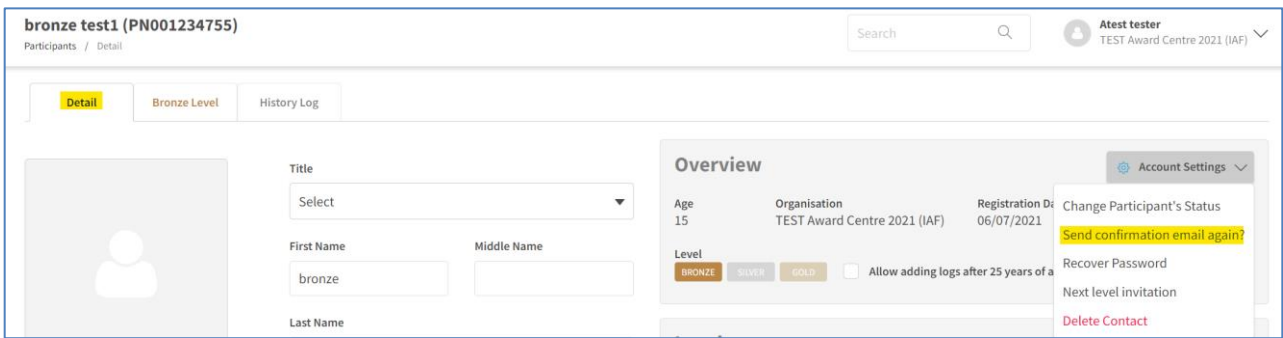 bronze test1 (PN001234755)
Participants / Detail
Search
Atest tester
TEST Award Centre 2021 (IAF)
Detail
Bronze Level
History Log
Title
Select
First Name
Middle Name
bronze
Last Name
Overview
Account Settings
Age
Organisation
15
TEST Award Centre 2021 (IAF)
Registration Da
06/07/2021
Level
BRONZE SILVER GOLD
Allow adding logs after 25 years of a
Change Participant's Status
Send confirmation email again?
Recover Password
Next level invitation
Delete Contact